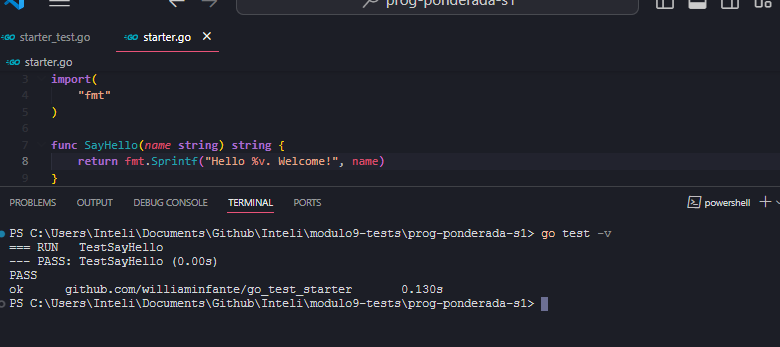 prog-ponderada-s1
starter_test.go starter.go
starter.go
3 import(
4 "fmt"
5 )
6
7 func SayHello(name string) string {
8 return fmt.Sprintf("Hello %v. Welcome!", name)
9 }
PROBLEMS OUTPUT DEBUG CONSOLE TERMINAL PORTS powershell
PS C:\Users\Inteli\Documents\Github\Inteli\modulo9-tests\prog-ponderada-s1> go test -v
=== RUN TestSayHello
--- PASS: TestSayHello (0.00s)
PASS
ok github.com/williaminfante/go_test_starter 0.130s
PS C:\Users\Inteli\Documents\Github\Inteli\modulo9-tests\prog-ponderada-s1>